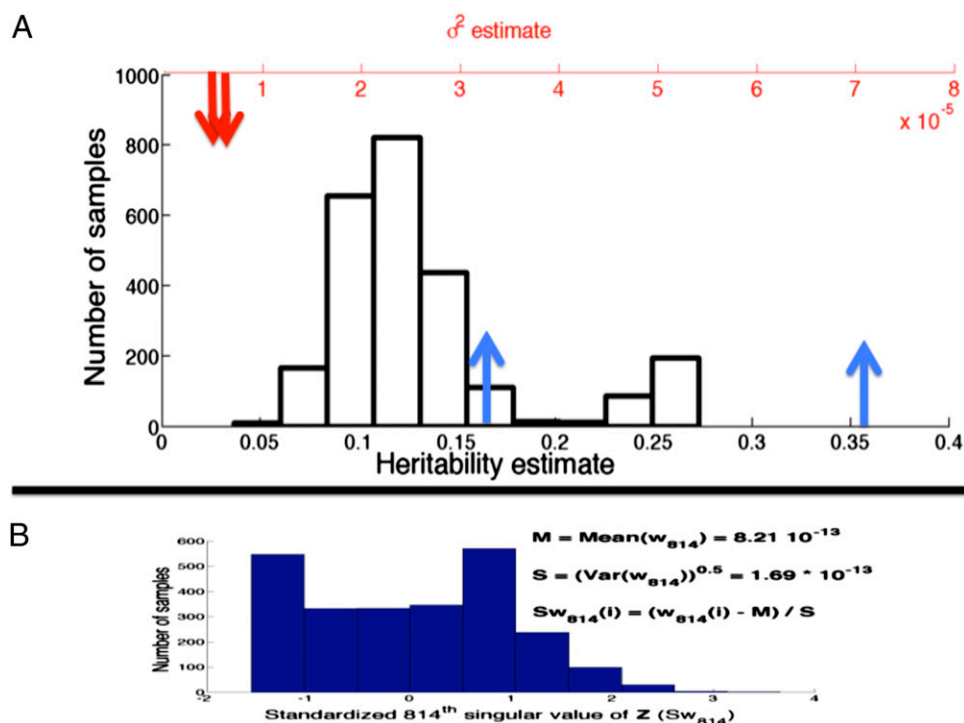 A
σ² estimate
1 2 3 4 5 6 7 8
x 10⁻⁵
1000
800
600
400
200
0
Number of samples
0 0.05 0.1 0.15 0.2 0.25 0.3 0.35 0.4
Heritability estimate
B
M = Mean(w₈₁₄) = 8.21 10⁻¹³
S = (Var(w₈₁₄))⁰·⁵ = 1.69 * 10⁻¹³
Sw₈₁₄(i) = (w₈₁₄(i) - M) / S
600
500
400
300
200
100
0
Number of samples
-2 -1 0 1 2 3 4
Standardized 814ᵗʰ singular value of Z (Sw₈₁₄)